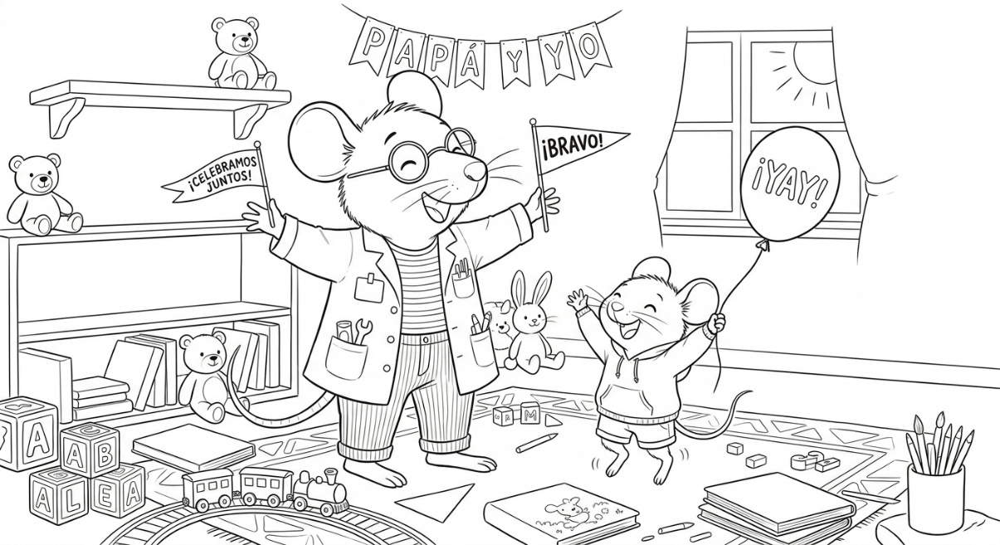 PAPÁ Y YO
¡CELEBRAMOS
JUNTOS!
¡BRAVO!
¡YAY!
A
A B
A L E A
M